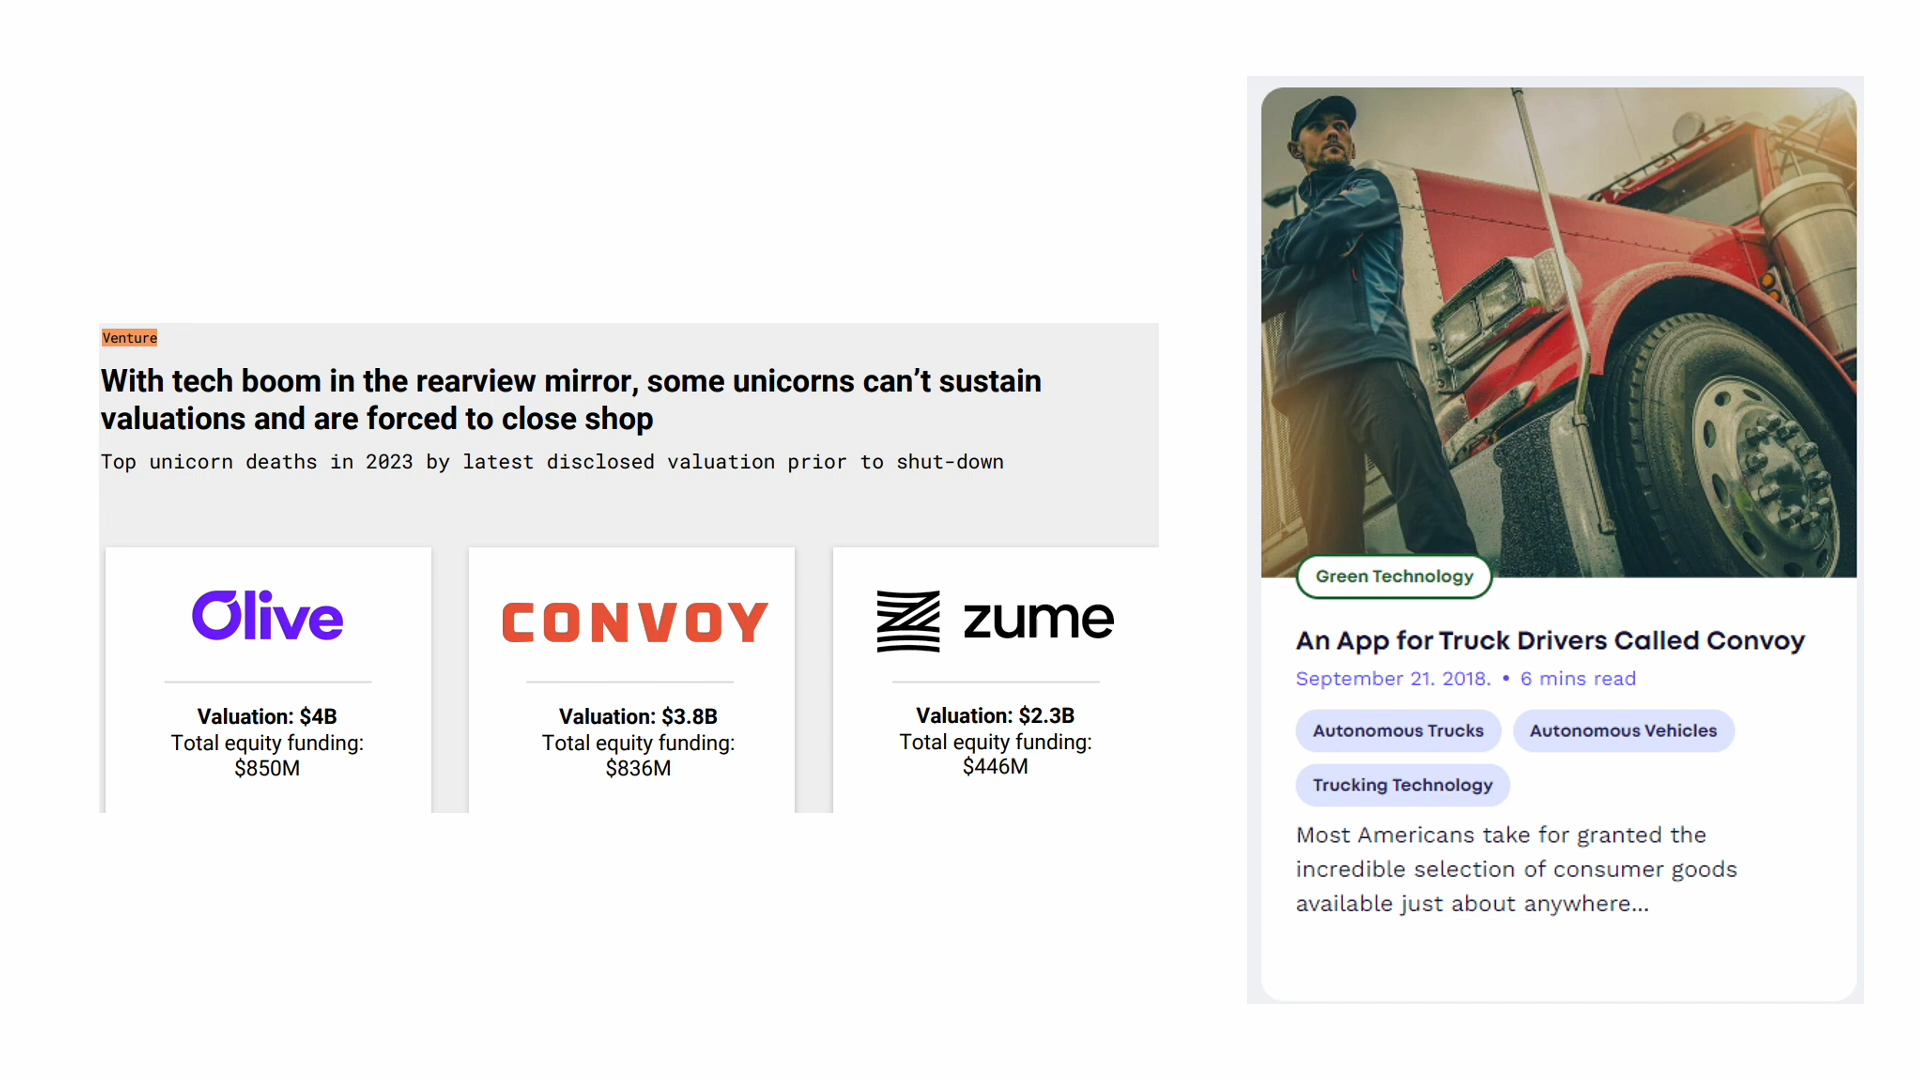 Venture
With tech boom in the rearview mirror, some unicorns can’t sustain
valuations and are forced to close shop
Top unicorn deaths in 2023 by latest disclosed valuation prior to shut-down
Olive
Valuation: $4B
Total equity funding:
$850M
CONVOY
Valuation: $3.8B
Total equity funding:
$836M
zume
Valuation: $2.3B
Total equity funding:
$446M
Green Technology
An App for Truck Drivers Called Convoy
September 21. 2018. • 6 mins read
Autonomous Trucks
Autonomous Vehicles
Trucking Technology
Most Americans take for granted the
incredible selection of consumer goods
available just about anywhere...